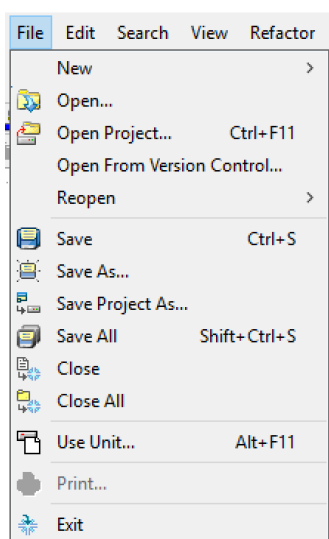 File Edit Search View Refactor
New >
Open...
Open Project... Ctrl+F11
Open From Version Control...
Reopen >
Save Ctrl+S
Save As...
Save Project As...
Save All Shift+Ctrl+S
Close
Close All
Use Unit... Alt+F11
Print...
Exit